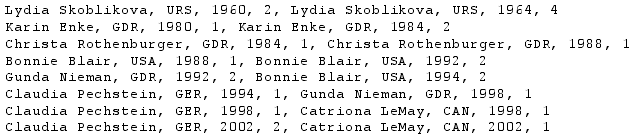 Lydia Skoblikova, URS, 1960, 2, Lydia Skoblikova, URS, 1964, 4
Karin Enke, GDR, 1980, 1, Karin Enke, GDR, 1984, 2
Christa Rothenburger, GDR, 1984, 1, Christa Rothenburger, GDR, 1988, 1
Bonnie Blair, USA, 1988, 1, Bonnie Blair, USA, 1992, 2
Gunda Nieman, GDR, 1992, 2, Bonnie Blair, USA, 1994, 2
Claudia Pechstein, GER, 1994, 1, Gunda Nieman, GDR, 1998, 1
Claudia Pechstein, GER, 1998, 1, Catriona LeMay, CAN, 1998, 1
Claudia Pechstein, GER, 2002, 2, Catriona LeMay, CAN, 2002, 1